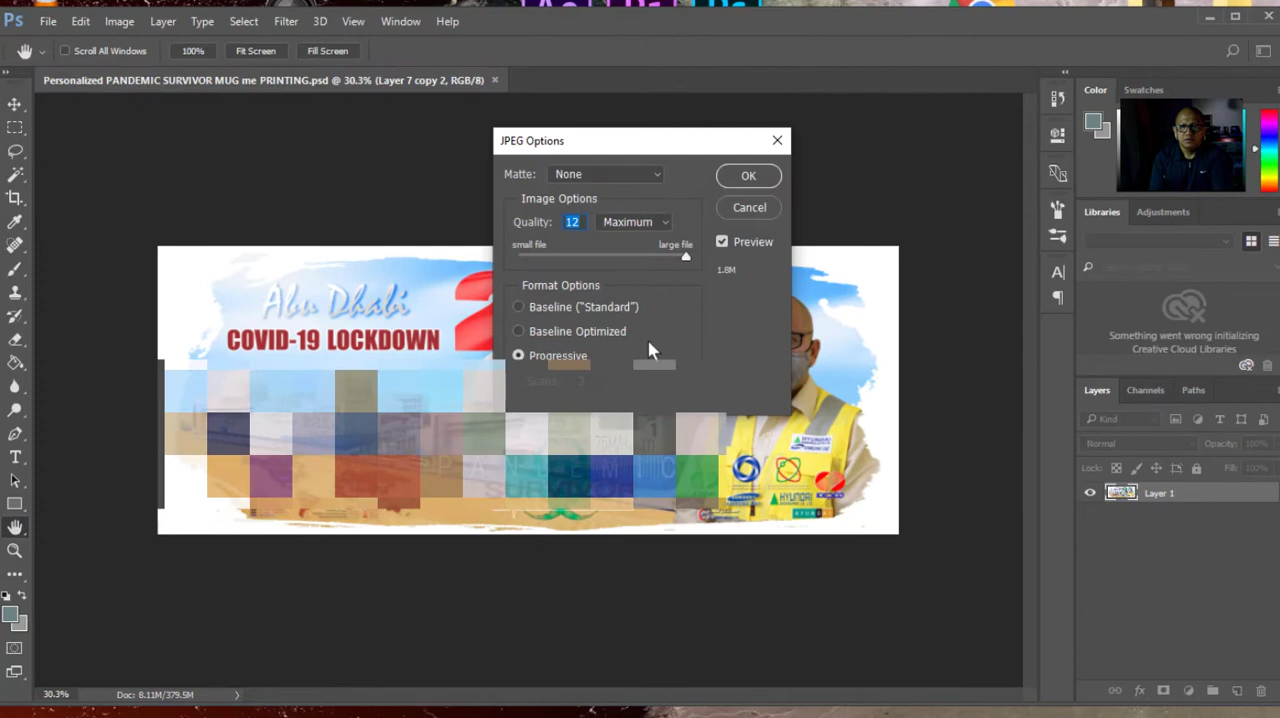 Ps File Edit Image Layer Type Select Filter 3D View Window Help
Scroll All Windows 100% Fit Screen Fill Screen
Personalized PANDEMIC SURVIVOR MUG me PRINTING.psd @ 30.3% (Layer 7 copy 2, RGB/8) ×
JPEG Options
Matte: None
OK
Image Options
Cancel
Quality: 12 Maximum
Preview
small file large file
1.8M
Format Options
Baseline ("Standard")
Baseline Optimized
Progressive
Scans: 3
Abu Dhabi
COVID-19 LOCKDOWN
2
PANDEMIC
SURVIVOR
HYUNDAI
HYUNDAI
Color Swatches
Libraries Adjustments
Something went wrong initializing
Creative Cloud Libraries
Layers Channels Paths
Kind
Normal Opacity: 100%
Lock: Fill: 100%
Layer 1
30.3% Doc: 8.11M/379.5M